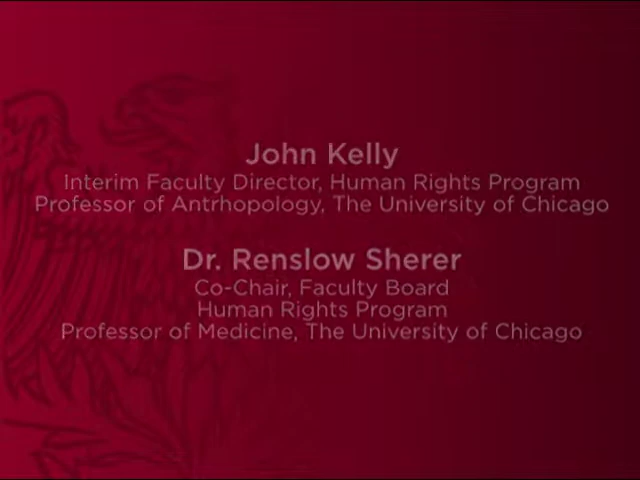 John Kelly
Interim Faculty Director, Human Rights Program
Professor of Antrhopology, The University of Chicago
Dr. Renslow Sherer
Co-Chair, Faculty Board
Human Rights Program
Professor of Medicine, The University of Chicago